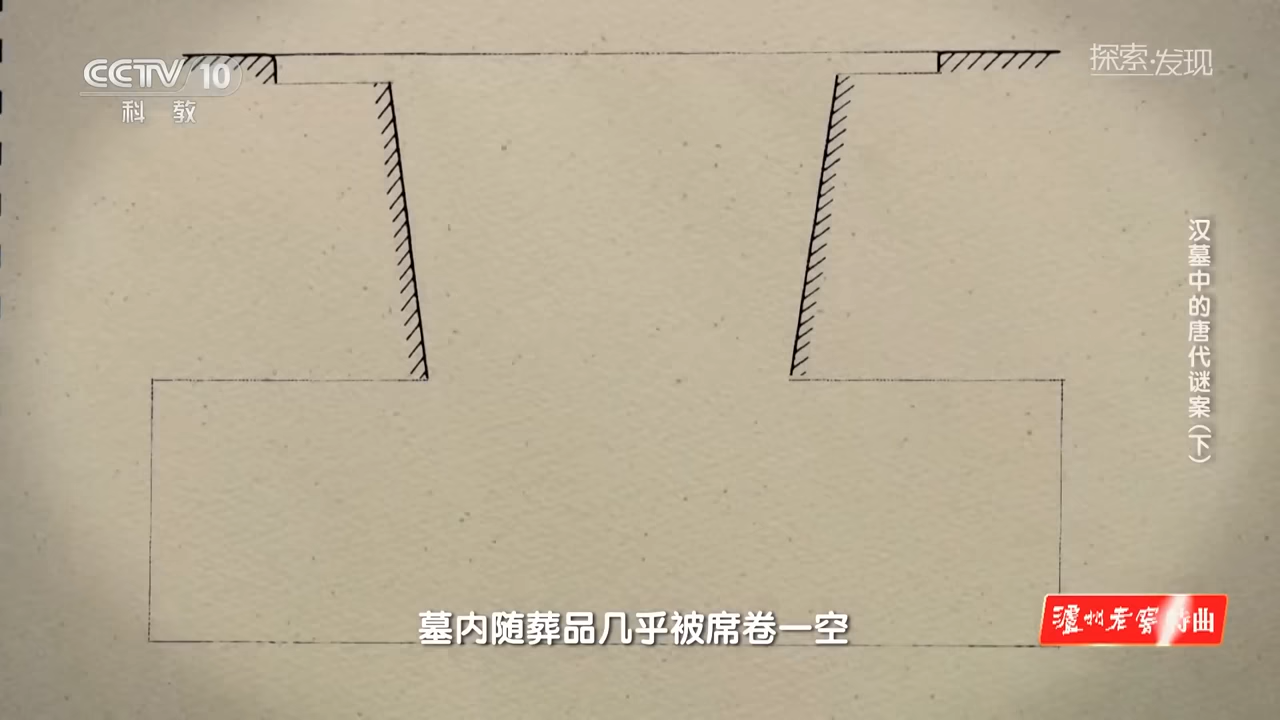 CCTV 10
科 教
探索·发现
汉墓中的唐代谜案(下)
墓内随葬品几乎被席卷一空
泸州老窖 曲